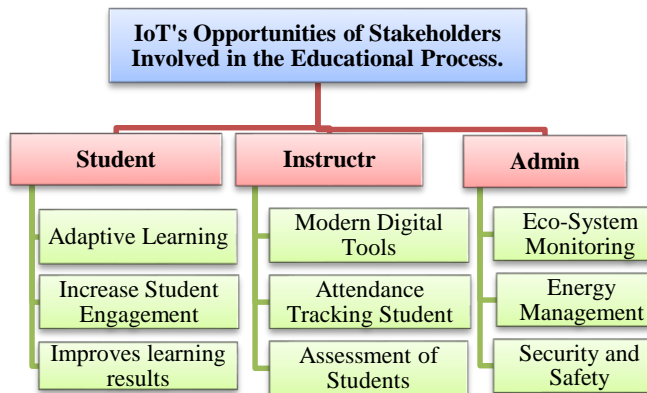 IoT's Opportunities of Stakeholders
Involved in the Educational Process.
Student
Adaptive Learning
Increase Student
Engagement
Improves learning
results
Instructr
Modern Digital
Tools
Attendance
Tracking Student
Assessment of
Students
Admin
Eco-System
Monitoring
Energy
Management
Security and
Safety